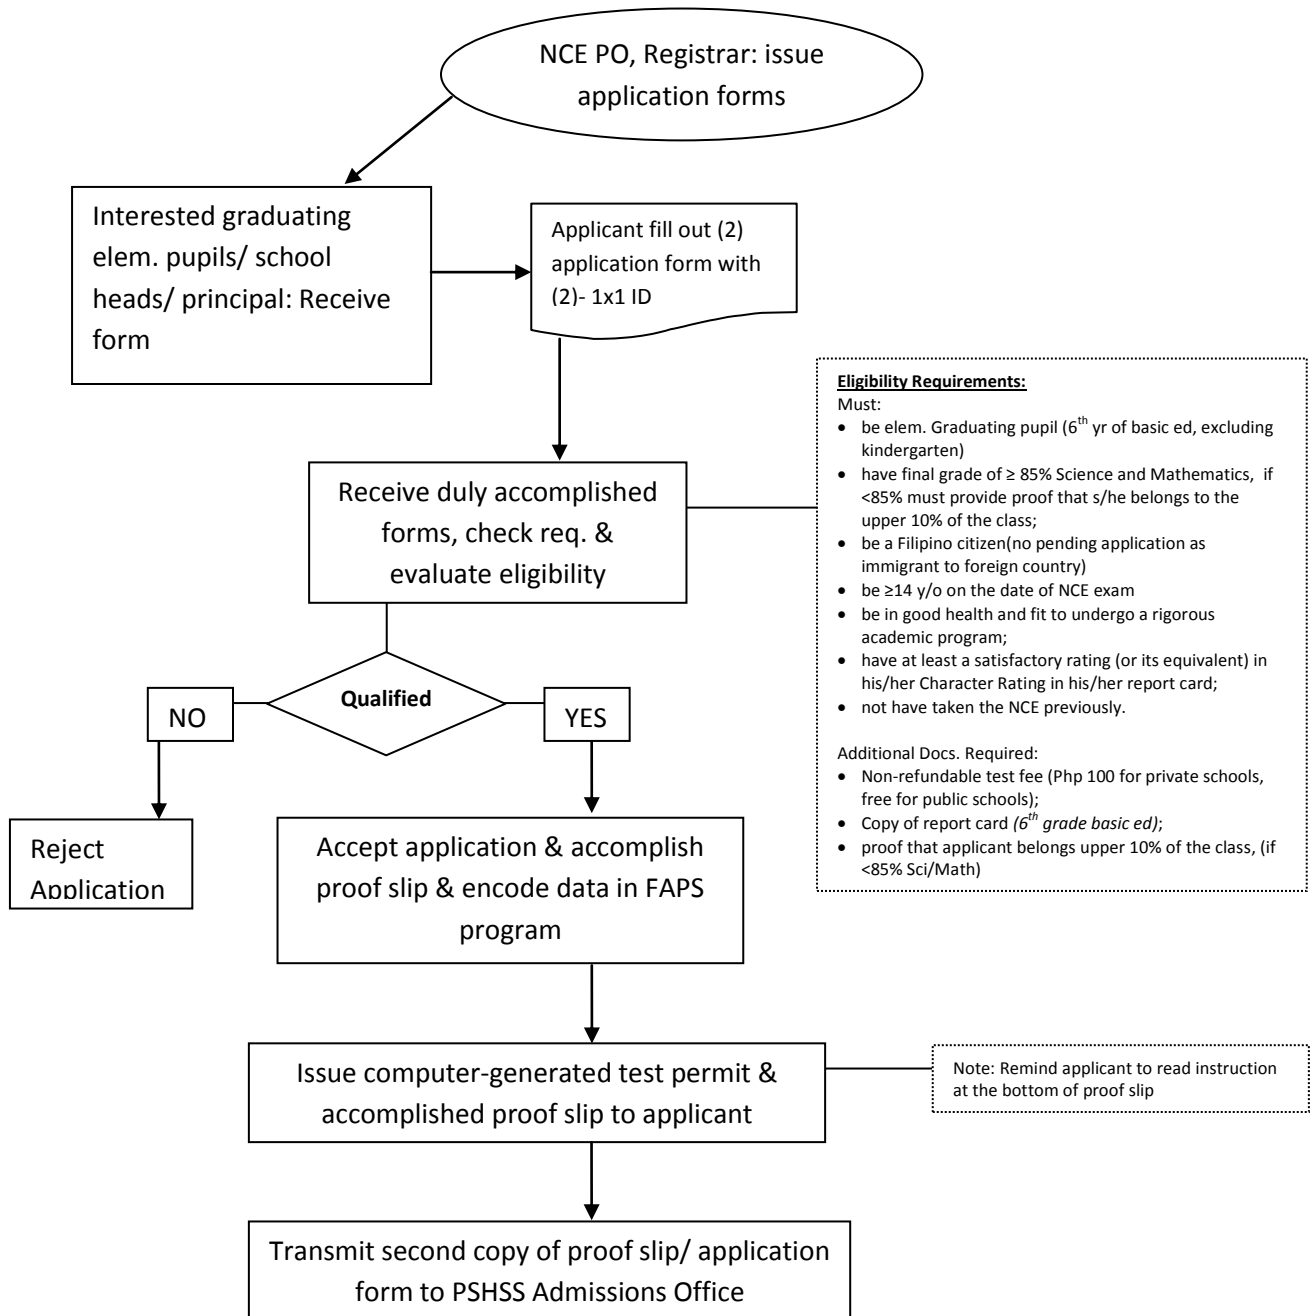 NCE PO, Registrar: issue
application forms
Interested graduating
elem. pupils/ school
heads/ principal: Receive
form
Applicant fill out (2)
application form with
(2)- 1x1 ID
Eligibility Requirements:
Must:
• be elem. Graduating pupil (6th yr of basic ed, excluding
kindergarten)
• have final grade of ≥ 85% Science and Mathematics, if
<85% must provide proof that s/he belongs to the
upper 10% of the class;
• be a Filipino citizen(no pending application as
immigrant to foreign country)
• be ≥14 y/o on the date of NCE exam
• be in good health and fit to undergo a rigorous
academic program;
• have at least a satisfactory rating (or its equivalent) in
his/her Character Rating in his/her report card;
• not have taken the NCE previously.
Additional Docs. Required:
• Non-refundable test fee (Php 100 for private schools,
free for public schools);
• Copy of report card (6th grade basic ed);
• proof that applicant belongs upper 10% of the class, (if
<85% Sci/Math)
Receive duly accomplished
forms, check req. &
evaluate eligibility
Qualified
NO
YES
Reject
Application
Accept application & accomplish
proof slip & encode data in FAPS
program
Issue computer-generated test permit &
accomplished proof slip to applicant
Note: Remind applicant to read instruction
at the bottom of proof slip
Transmit second copy of proof slip/ application
form to PSHSS Admissions Office